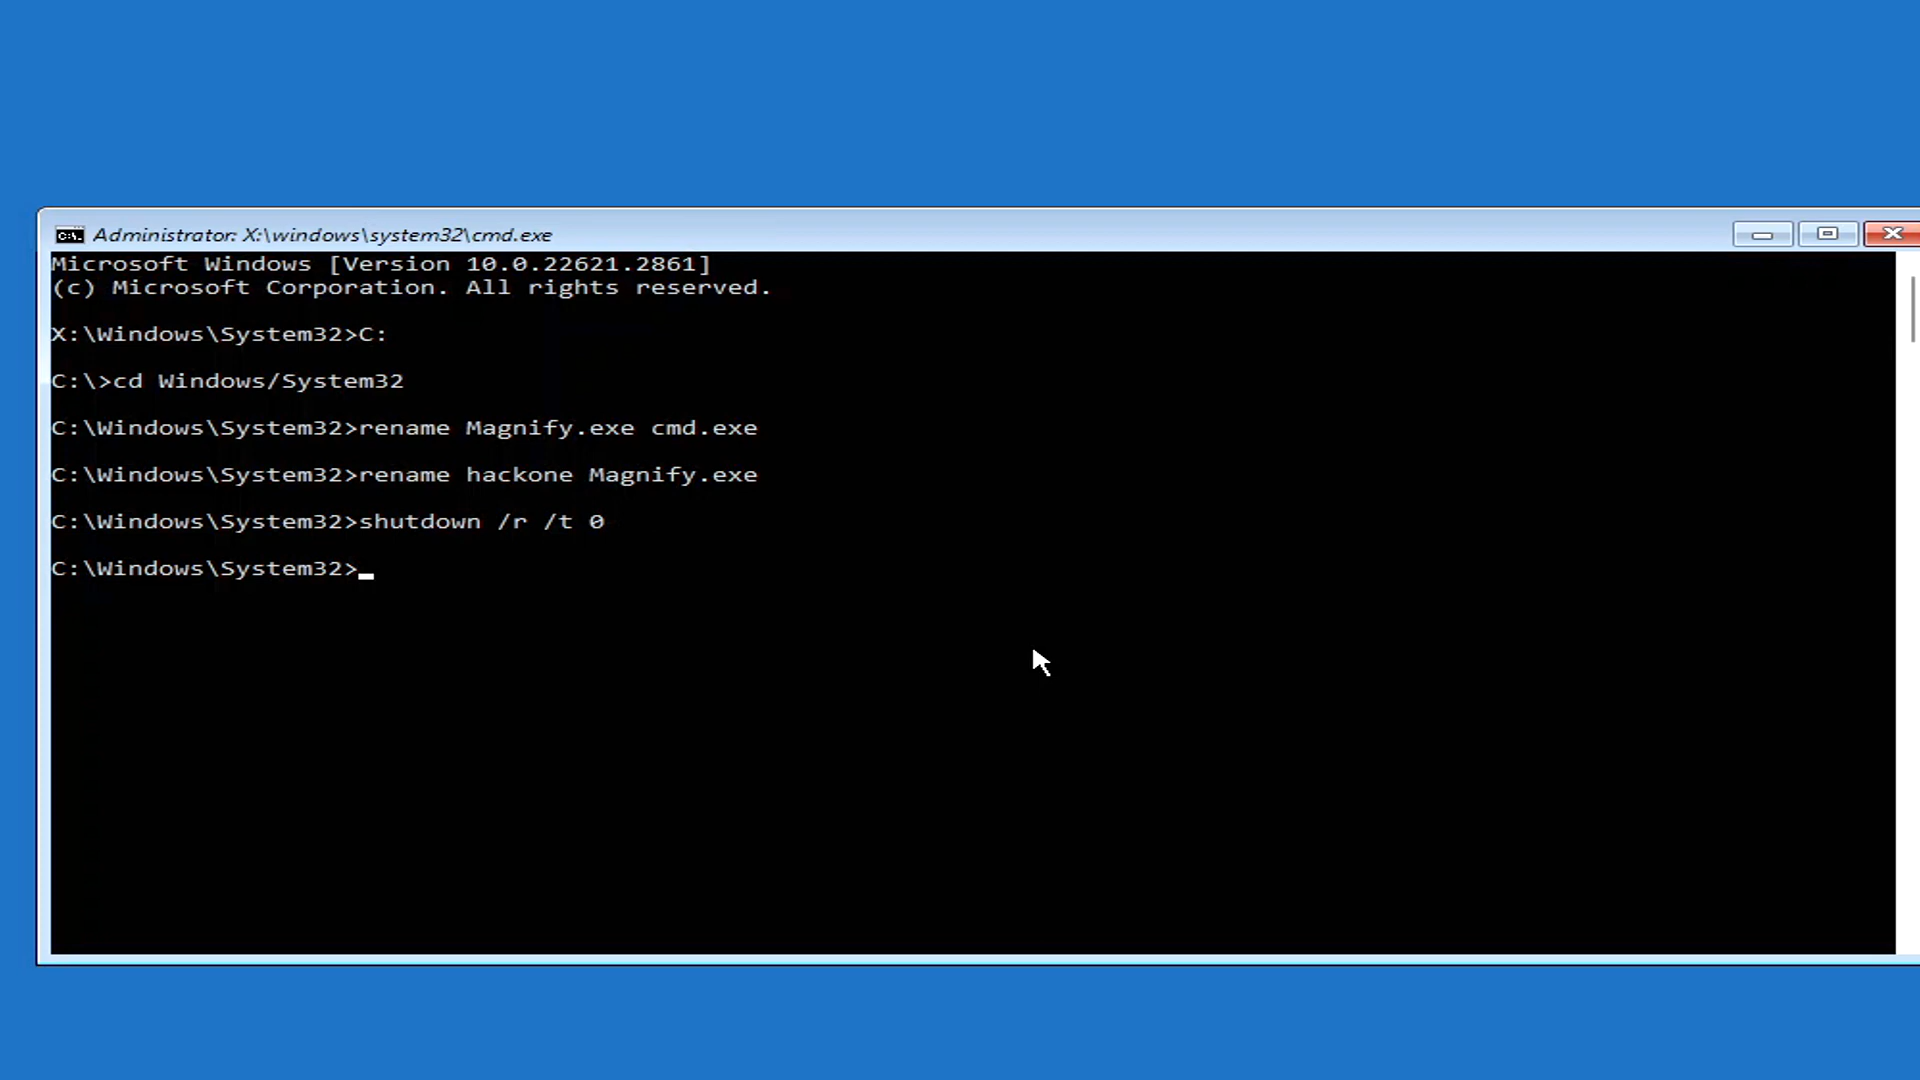 Administrator: X:\windows\system32\cmd.exe
Microsoft Windows [Version 10.0.22621.2861]
(c) Microsoft Corporation. All rights reserved.
X:\Windows\System32>C:
C:\>cd Windows/System32
C:\Windows\System32>rename Magnify.exe cmd.exe
C:\Windows\System32>rename hackone Magnify.exe
C:\Windows\System32>shutdown /r /t 0
C:\Windows\System32>